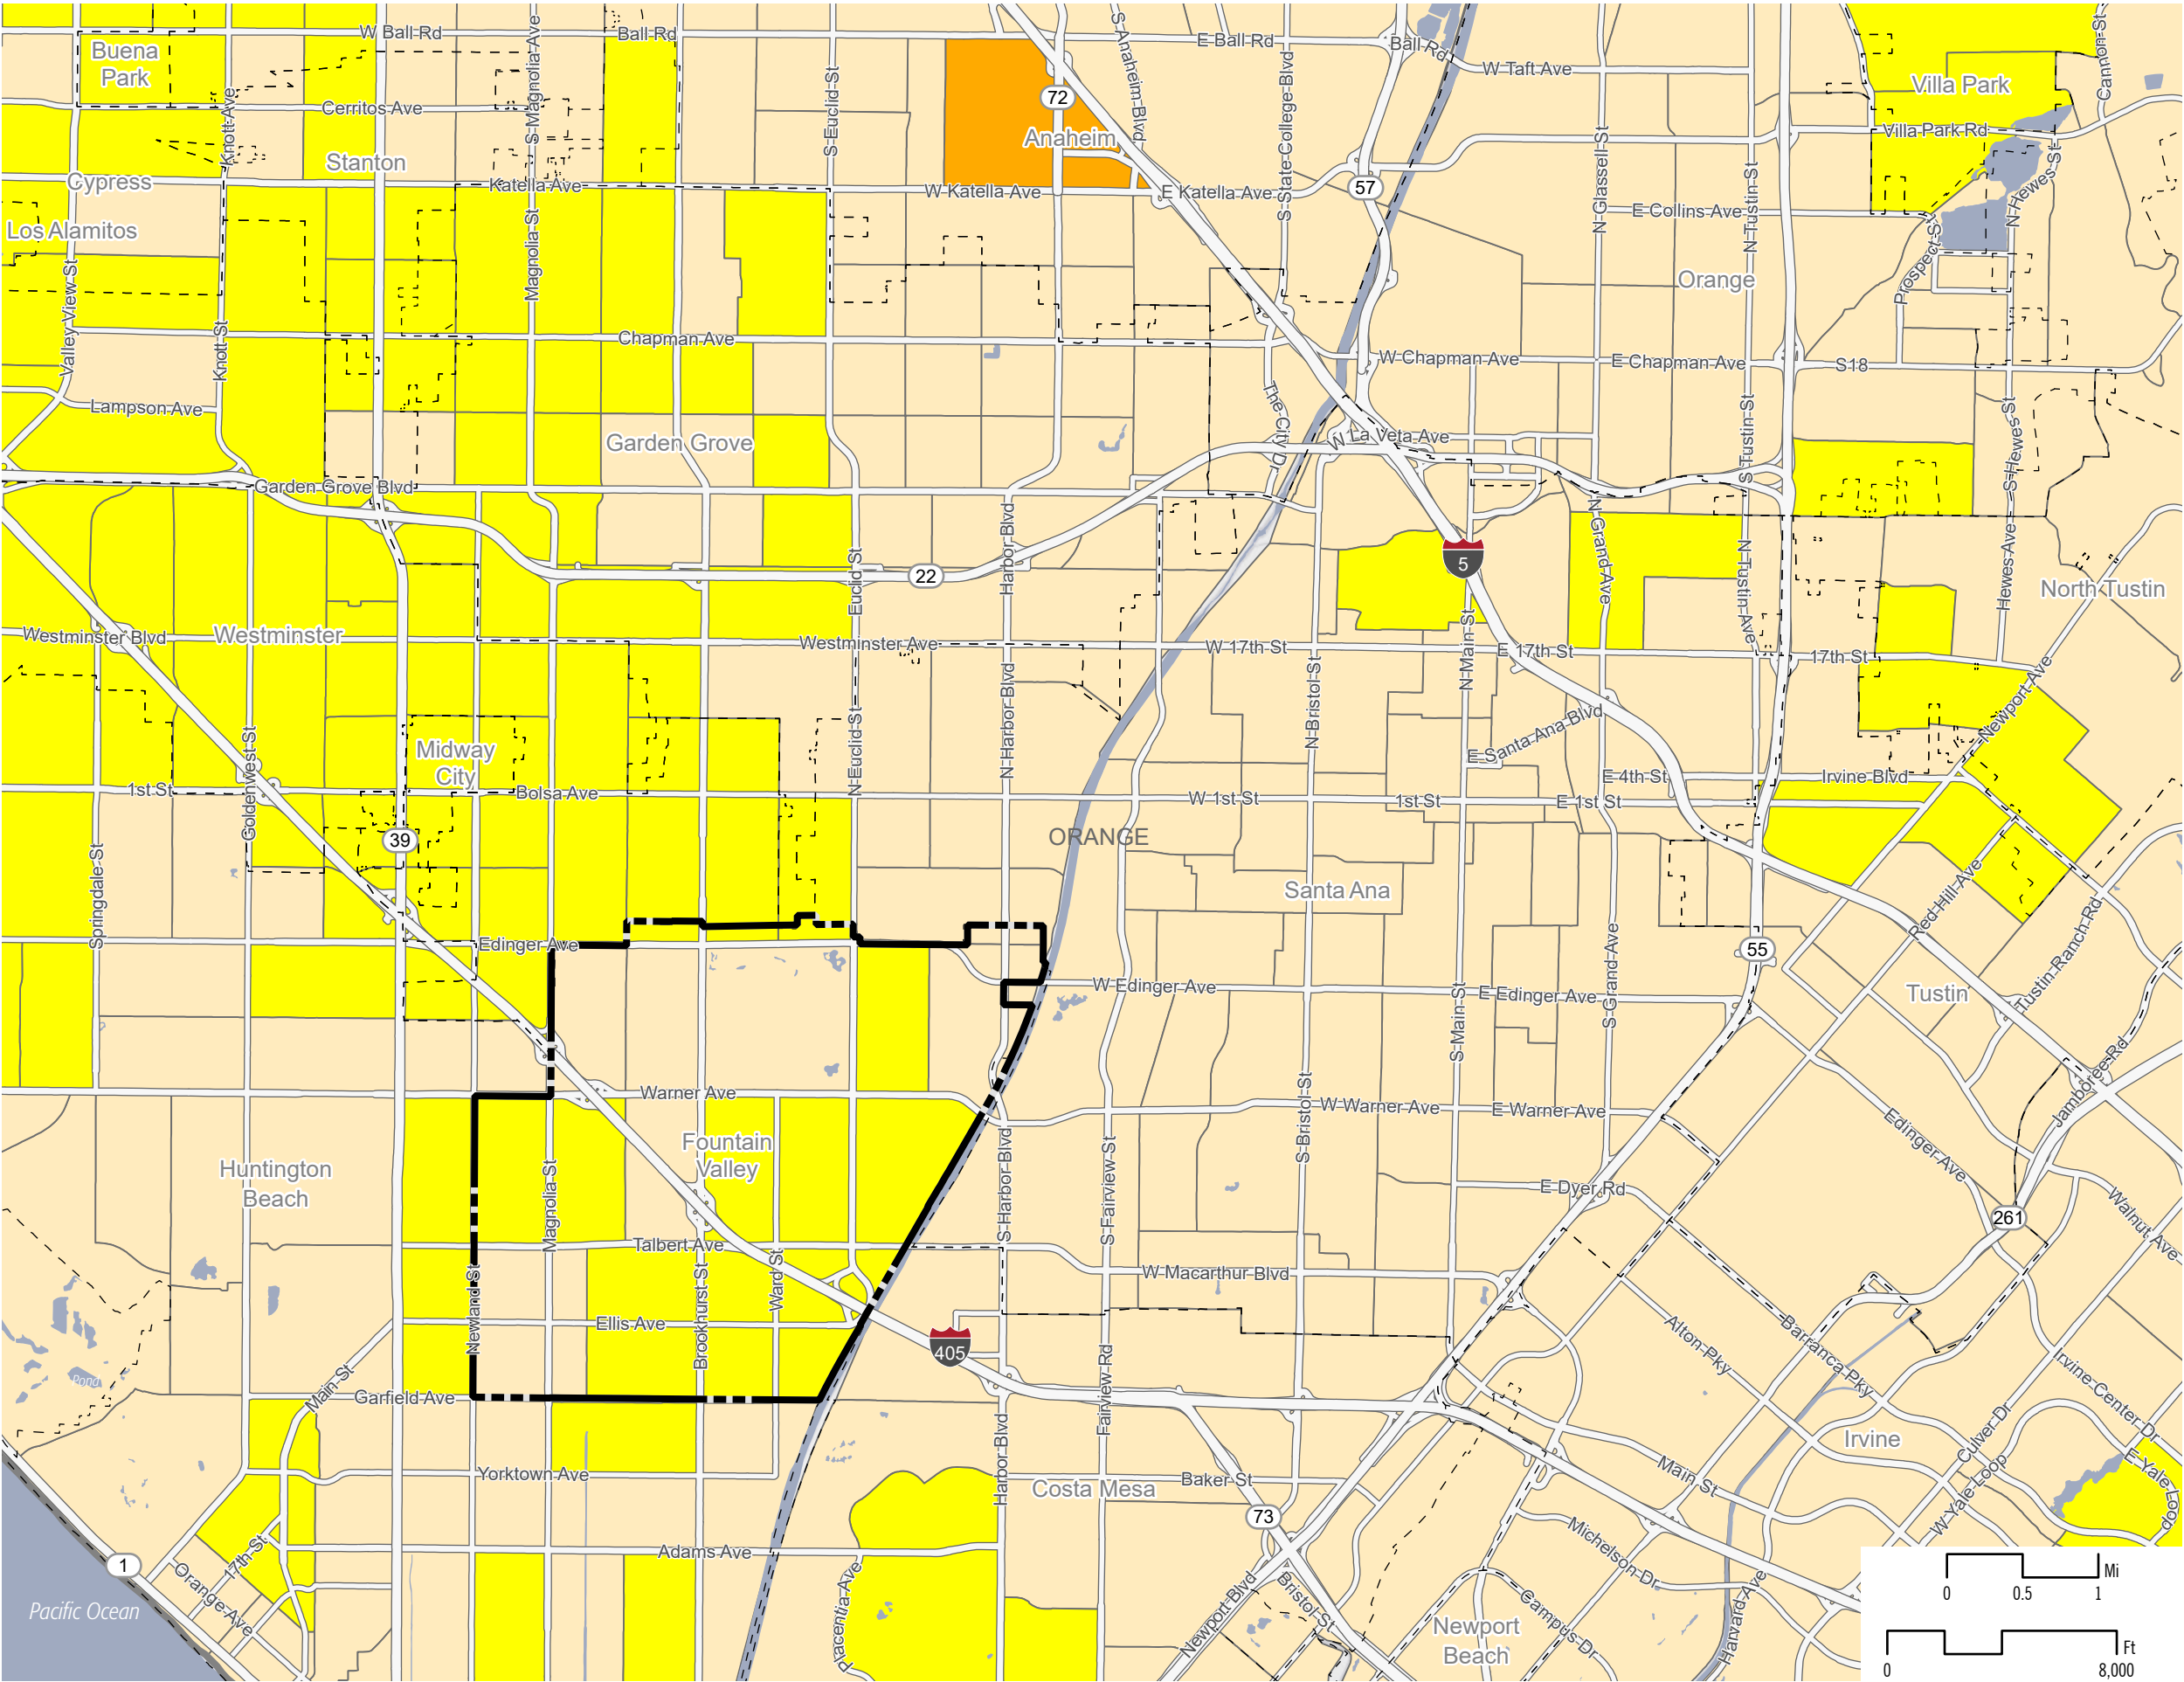 W Ball Rd
Ball Rd
E Ball Rd
Ball Rd
W Taft Ave
Cannon St
Buena
Park
S Magnolia Ave
S Euclid St
S Anaheim Blvd
S State College Blvd
Villa Park
Cerritos Ave
72
Anaheim
Knott Ave
Villa Park Rd
Stanton
Cypress
Katella Ave
W Katella Ave
E Katella Ave
57
N Glassell St
N Tustin St
N Hewes St
Los Alamitos
Magnolia St
E Collins Ave
Prospect St
Orange
Valley View St
Knott St
Chapman Ave
W Chapman Ave
E Chapman Ave
S18
Lampson Ave
The City Dr
S Tustin St
S Hewes St
Garden Grove
W La Veta Ave
Garden Grove Blvd
Harbor Blvd
N Grand Ave
N Tustin Ave
Hewes Ave
5
22
Euclid St
North Tustin
Westminster Blvd
Westminster
Westminster Ave
W 17th St
N Main St
E 17th St
17th St
Newport Ave
N Harbor Blvd
N Bristol St
N Euclid St
Goldenwest St
Midway
City
E Santa Ana Blvd
1st St
Bolsa Ave
W 1st St
1st St
E 1st St
E 4th St
Irvine Blvd
39
ORANGE
Santa Ana
Springdale St
Red Hill Ave
Tustin Ranch Rd
Edinger Ave
W Edinger Ave
E Edinger Ave
S Main St
S Grand Ave
55
Tustin
Jamboree Rd
Warner Ave
W Warner Ave
E Warner Ave
Edinger Ave
Fountain
Valley
Huntington
Beach
Magnolia St
S Harbor Blvd
S Fairview St
S Bristol St
E Dyer Rd
Walnut Ave
261
Talbert Ave
W Macarthur Blvd
Newland St
Brookhurst St
Ward St
Ellis Ave
405
Alton Pky
Barranca Pky
Irvine Center Dr
Pond
Main St
Garfield Ave
Fairview Rd
Harbor Blvd
Culver Dr
Irvine
E Yale Loop
W Yale Loop
Yorktown Ave
Costa Mesa
Baker St
Main St
73
1
17th St
Orange Ave
Adams Ave
Placentia Ave
Newport Blvd
Bristol St
Michelson Dr
Campus Dr
Harvard Ave
Pacific Ocean
Newport
Beach
Mi
0 0.5 1
Ft
0 8,000